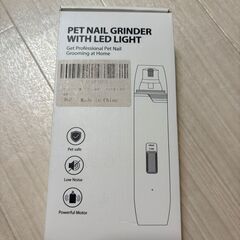 PET NAIL GRINDER
WITH LED LIGHT
Get Professional Pet Nail
Grooming at Home
Made in China
Pet safe
Low Noise
Powerful Motor